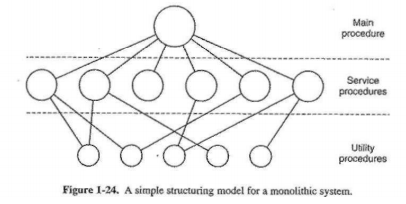 Main
procedure
Service
procedures
Utility
procedures
Figure 1-24. A simple structuring model for a monolithic system.